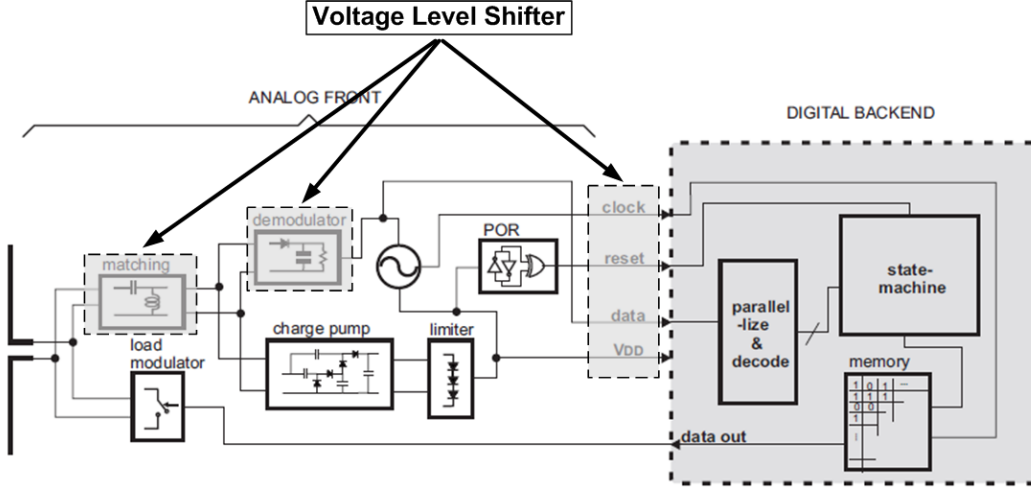 Voltage Level Shifter
ANALOG FRONT
DIGITAL BACKEND
demodulator
clock
POR
matching
reset
state-
machine
parallel
-lize
&
decode
data
charge pump
limiter
VDD
load
modulator
memory
1 0 1 –
1 1 1
0 0
1
data out